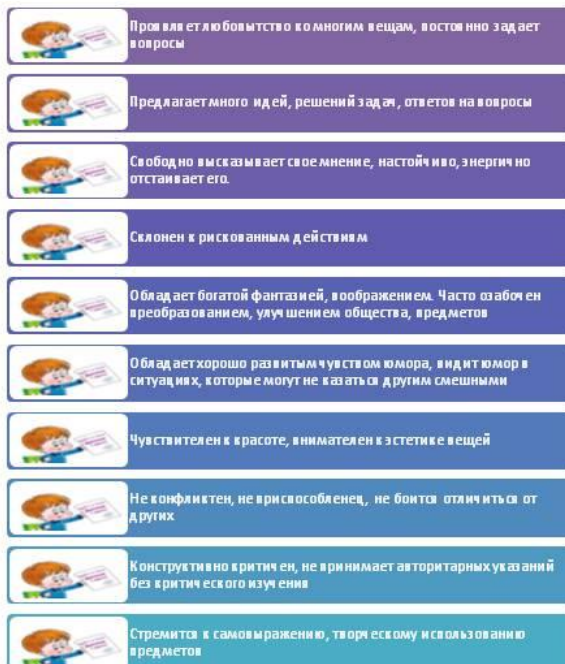 Проявляет любопытство ко многим вещам, постоянно задает
вопросы
Предлагает много идей, решений задач, ответов на вопросы
Свободно высказывает свое мнение, настойчиво, энергично
отстаивает его.
Склонен к рискованным действиям
Обладает богатой фантазией, воображением. Часто озабочен
преобразованием, улучшением общества, предметов
Обладает хорошо развитым чувством юмора, видит юмор в
ситуациях, которые могут не казаться другим смешными
Чувствителен к красоте, внимателен к эстетике вещей
Не конфликтен, не приспособленец, не боится отличиться от
других
Конструктивно критичен, не принимает авторитарных указаний
без критического изучения
Стремится к самовыражению, творческому использованию
предметов